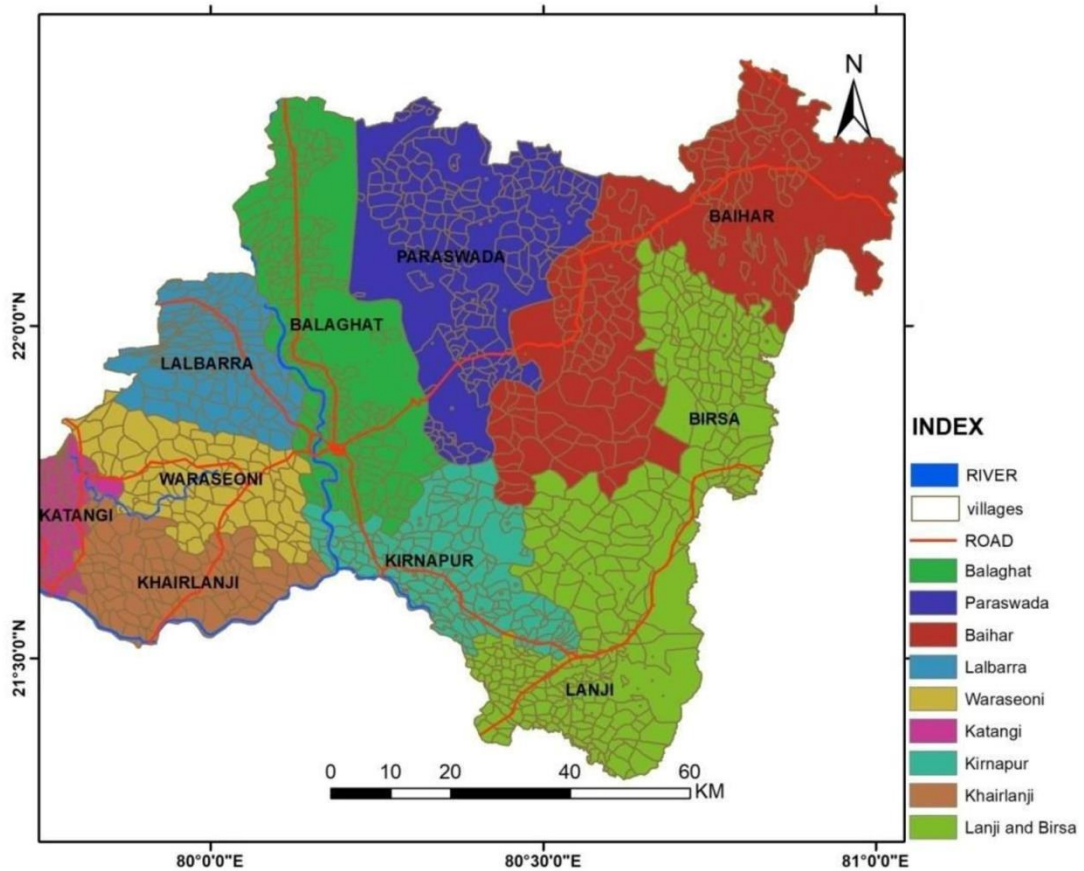 N
BAIHAR
PARASWADA
BALAGHAT
LALBARRA
BIRSA
WARASEONI
KATANGI
KIRNAPUR
KHAIRLANJI
LANJI
22°0'0"N
21°30'0"N
0 10 20 40 60
KM
80°0'0"E 80°30'0"E 81°0'0"E
INDEX
RIVER
villages
ROAD
Balaghat
Paraswada
Baihar
Lalbarra
Waraseoni
Katangi
Kirnapur
Khairlanji
Lanji and Birsa